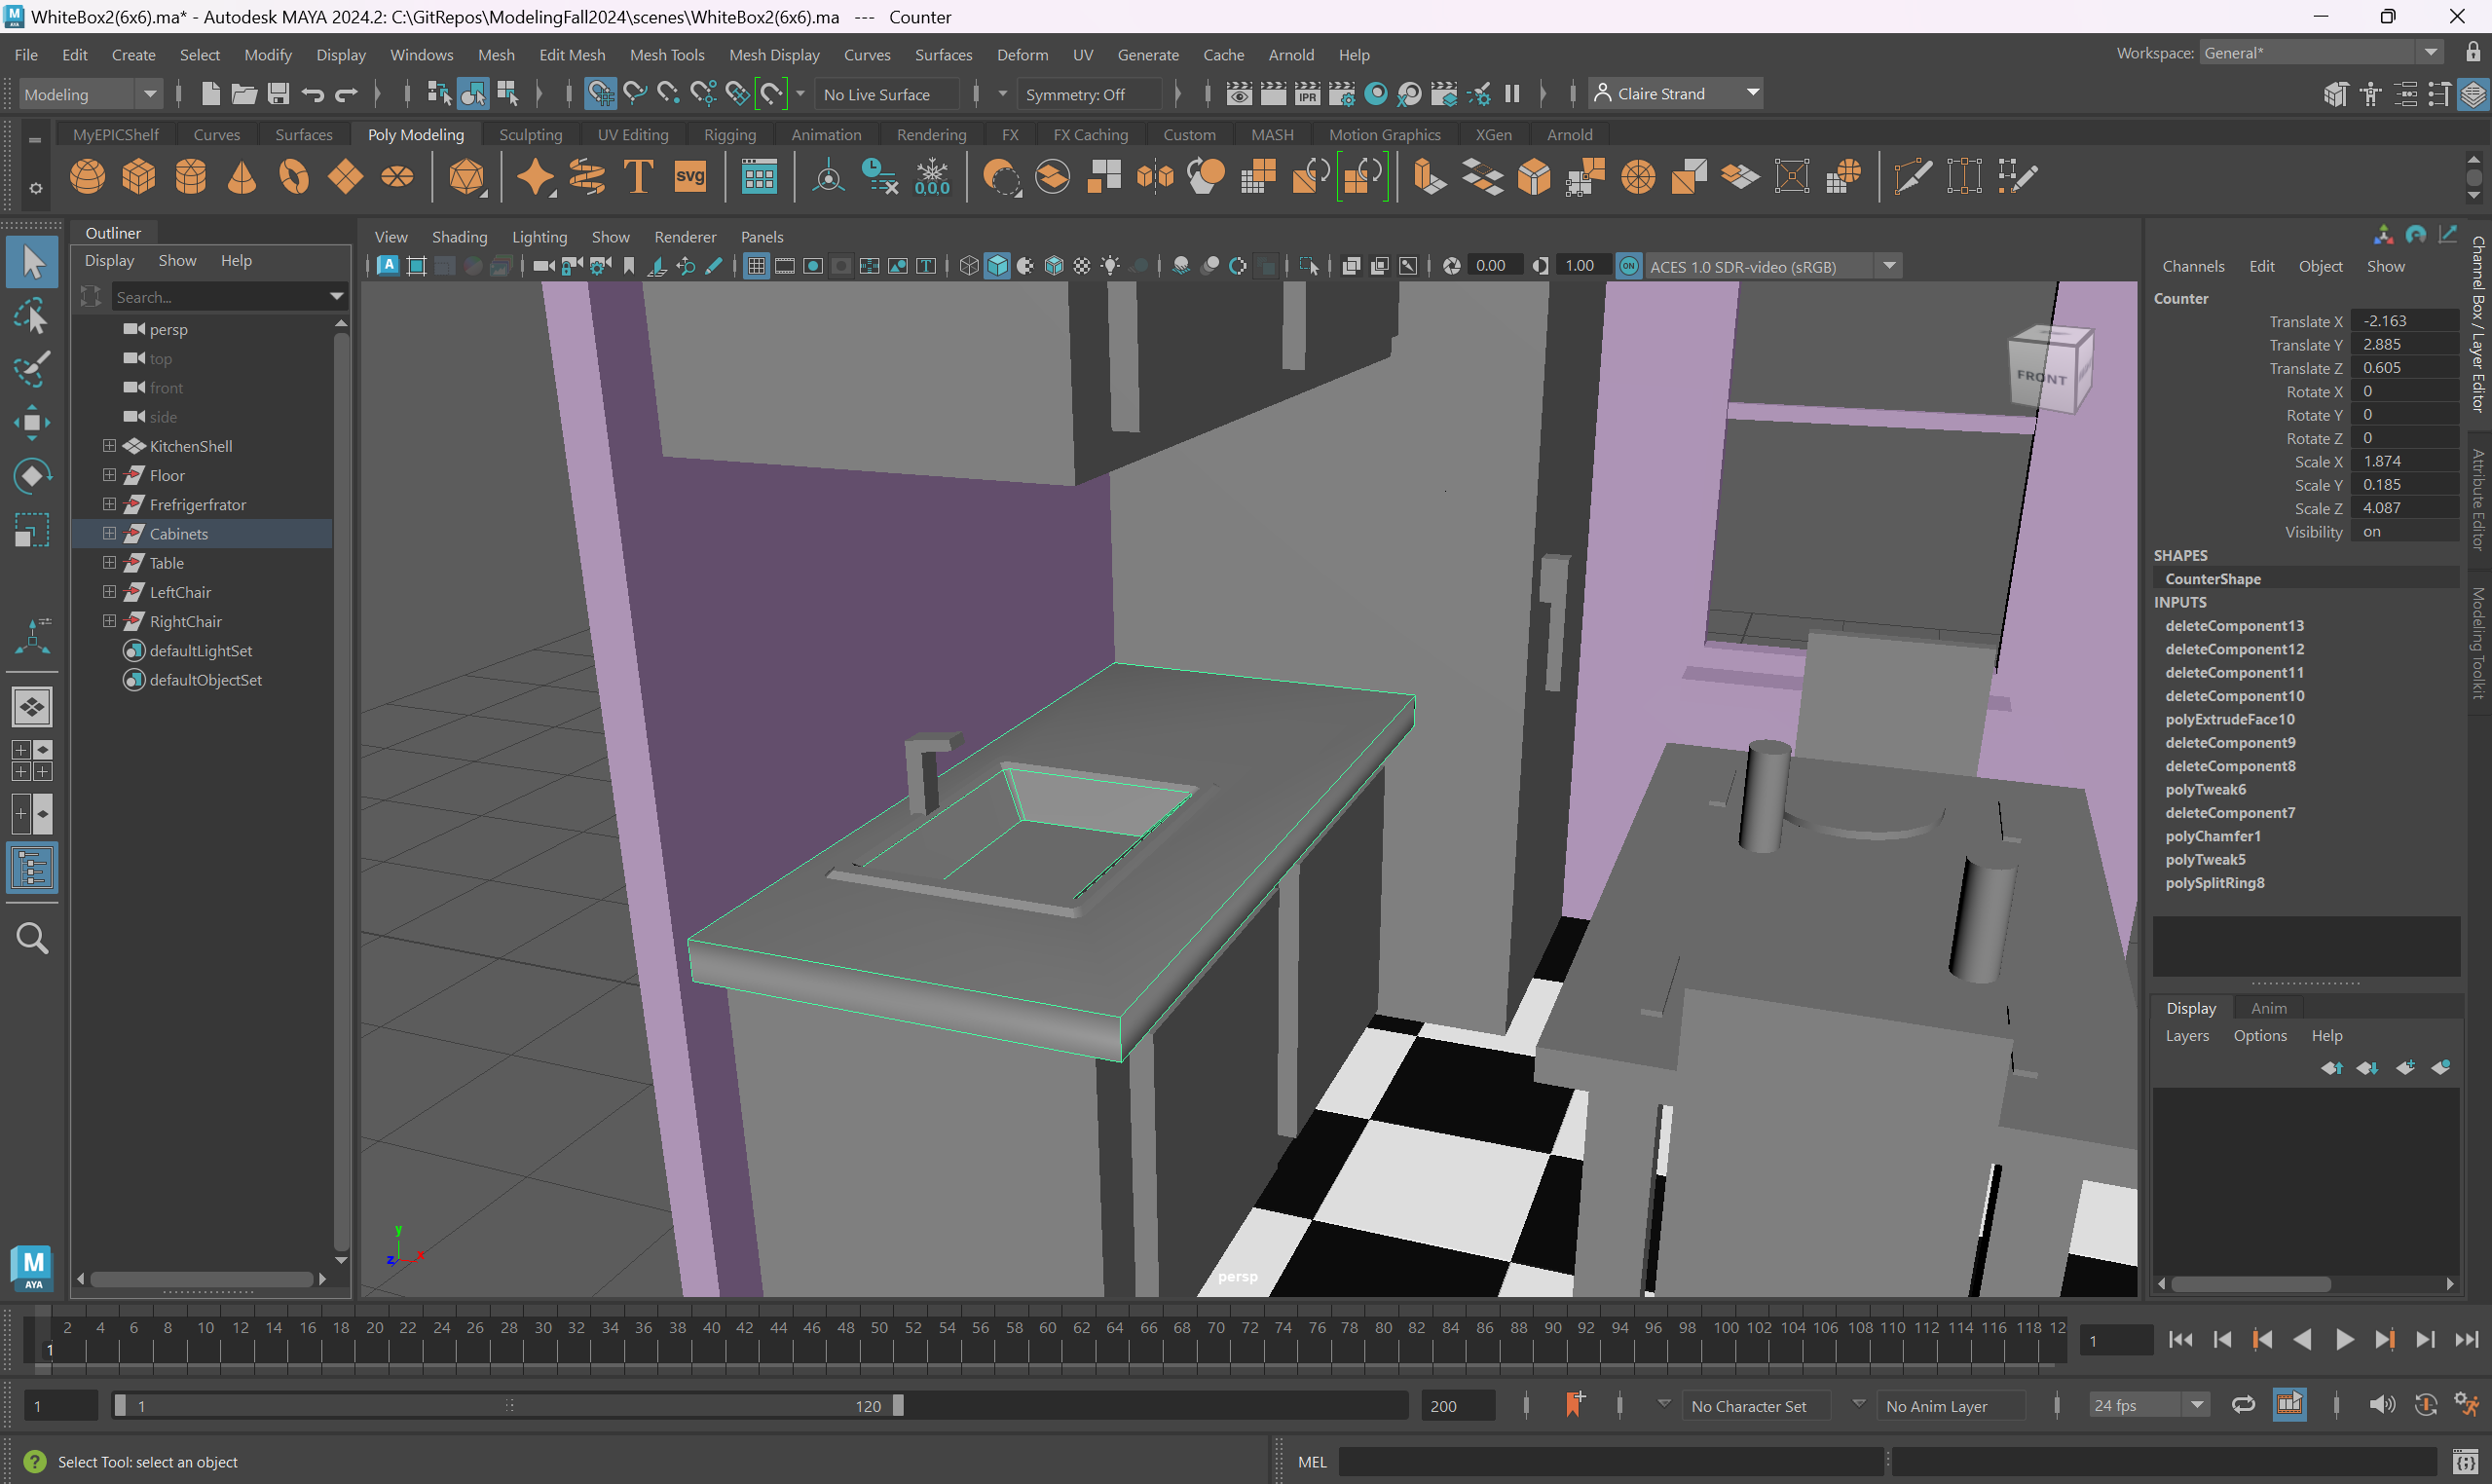 WhiteBox2(6x6).ma* - Autodesk MAYA 2024.2: C:\GitRepos\ModelingFall2024\scenes\WhiteBox2(6x6).ma --- Counter
File Edit Create Select Modify Display Windows Mesh Edit Mesh Mesh Tools Mesh Display Curves Surfaces Deform UV Generate Cache Arnold Help
Workspace: General*
Modeling
No Live Surface
Symmetry: Off
IPR
Claire Strand
MyEPICShelf Curves Surfaces Poly Modeling Sculpting UV Editing Rigging Animation Rendering FX FX Caching Custom MASH Motion Graphics XGen Arnold
T svg 0,0,0
Outliner
Display Show Help
Search...
persp
top
front
side
KitchenShell
Floor
Frefrigerfrator
Cabinets
Table
LeftChair
RightChair
defaultLightSet
defaultObjectSet
View Shading Lighting Show Renderer Panels
0.00 1.00 ON ACES 1.0 SDR-video (sRGB)
FRONT
y
z x
persp
Channels Edit Object Show
Counter
Translate X -2.163
Translate Y 2.885
Translate Z 0.605
Rotate X 0
Rotate Y 0
Rotate Z 0
Scale X 1.874
Scale Y 0.185
Scale Z 4.087
Visibility on
SHAPES
CounterShape
INPUTS
deleteComponent13
deleteComponent12
deleteComponent11
deleteComponent10
polyExtrudeFace10
deleteComponent9
deleteComponent8
polyTweak6
deleteComponent7
polyChamfer1
polyTweak5
polySplitRing8
Channel Box / Layer Editor
Attribute Editor
Modeling Toolkit
Display Anim
Layers Options Help
M
AYA
2 4 6 8 10 12 14 16 18 20 22 24 26 28 30 32 34 36 38 40 42 44 46 48 50 52 54 56 58 60 62 64 66 68 70 72 74 76 78 80 82 84 86 88 90 92 94 96 98 100 102 104 106 108 110 112 114 116 118 12
1
1
1 1 120 200 No Character Set No Anim Layer 24 fps
Select Tool: select an object
MEL